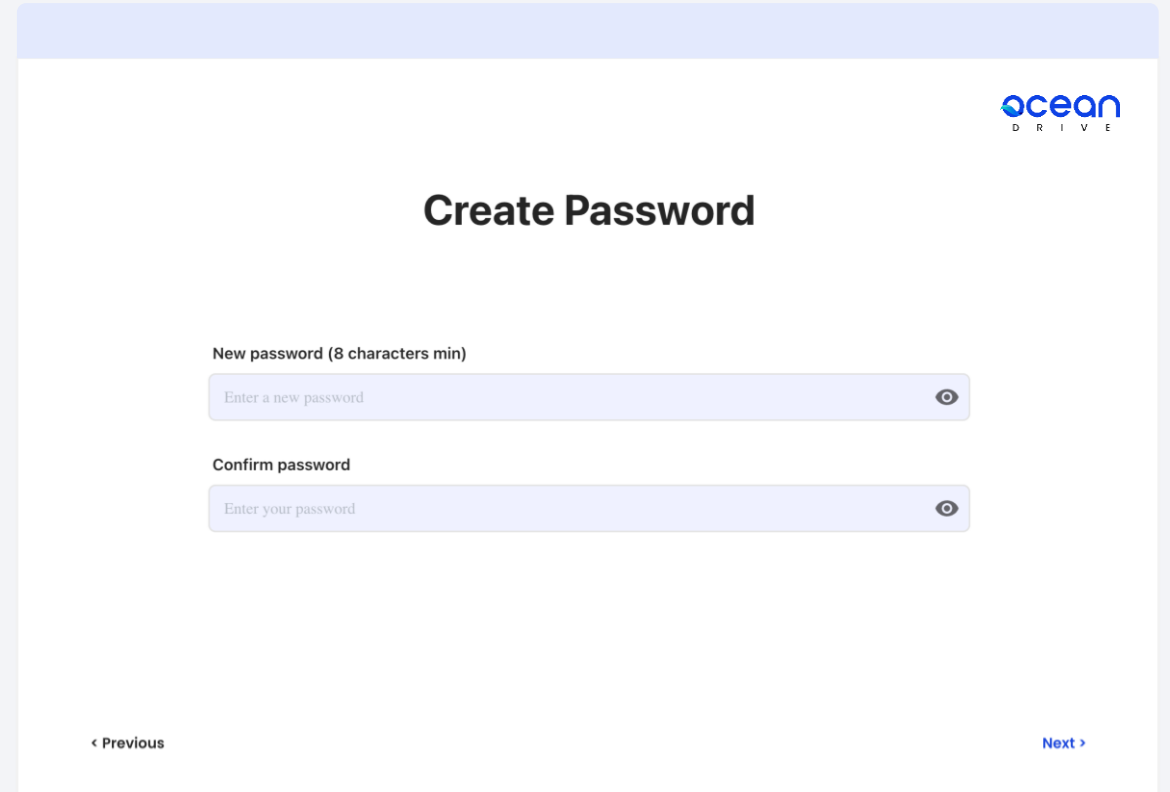 ocean
DRIVE
Create Password
New password (8 characters min)
Enter a new password
Confirm password
Enter your password
< Previous
Next >